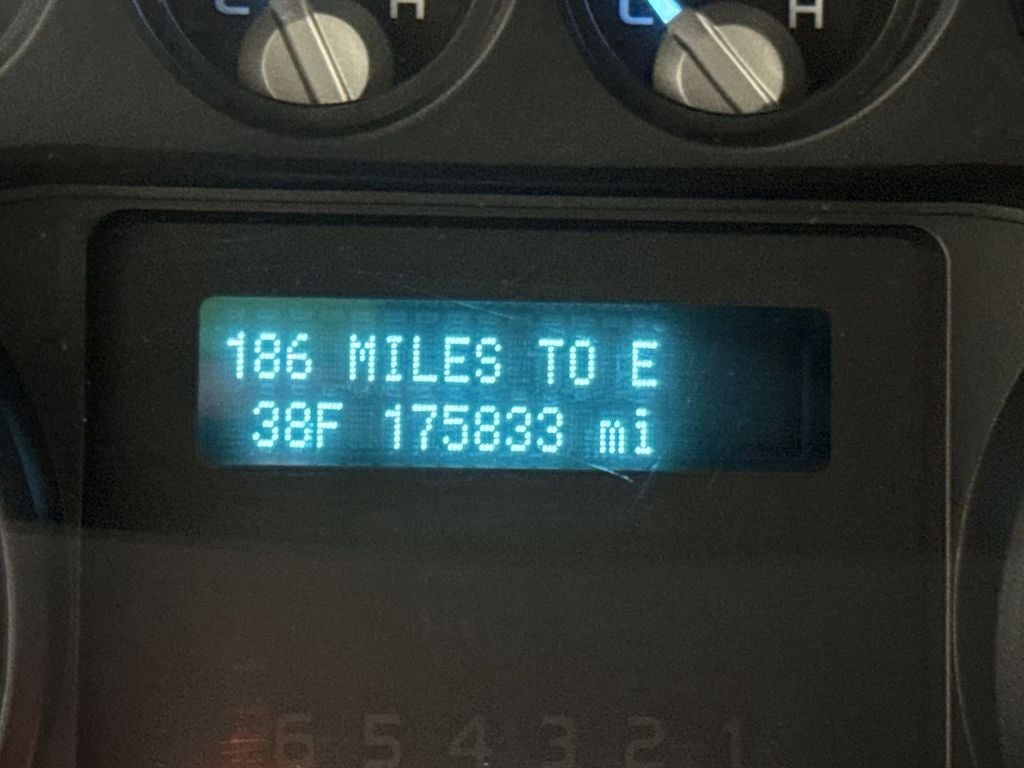 C H C H
186 MILES TO E
38F 175833 mi
6 5 4 3 2 1